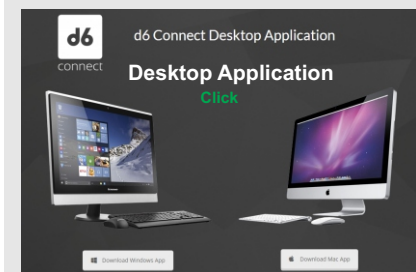 d6
connect
d6 Connect Desktop Application
Desktop Application
Click
Download Windows App
Download Mac App